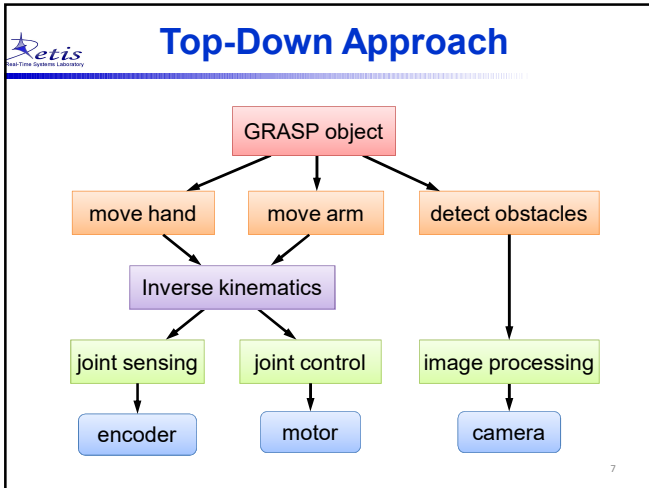 Top-Down Approach
Retis
Real-Time Systems Laboratory
GRASP object
move hand
move arm
detect obstacles
Inverse kinematics
joint sensing
joint control
image processing
encoder
motor
camera
7